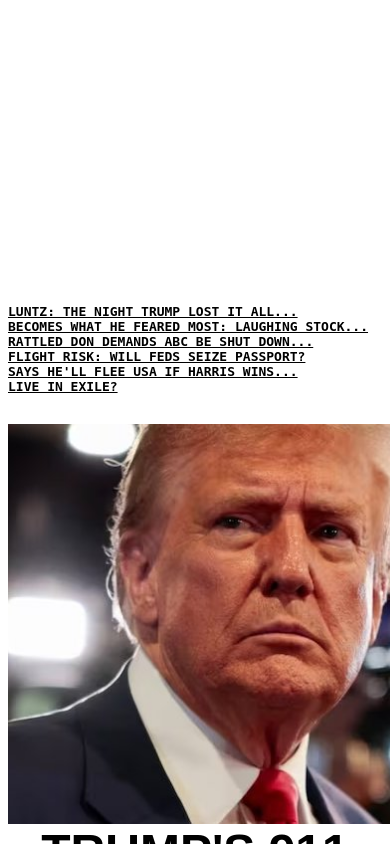 LUNTZ: THE NIGHT TRUMP LOST IT ALL...
BECOMES WHAT HE FEARED MOST: LAUGHING STOCK...
RATTLED DON DEMANDS ABC BE SHUT DOWN...
FLIGHT RISK: WILL FEDS SEIZE PASSPORT?
SAYS HE'LL FLEE USA IF HARRIS WINS...
LIVE IN EXILE?
TRUMP'S 911